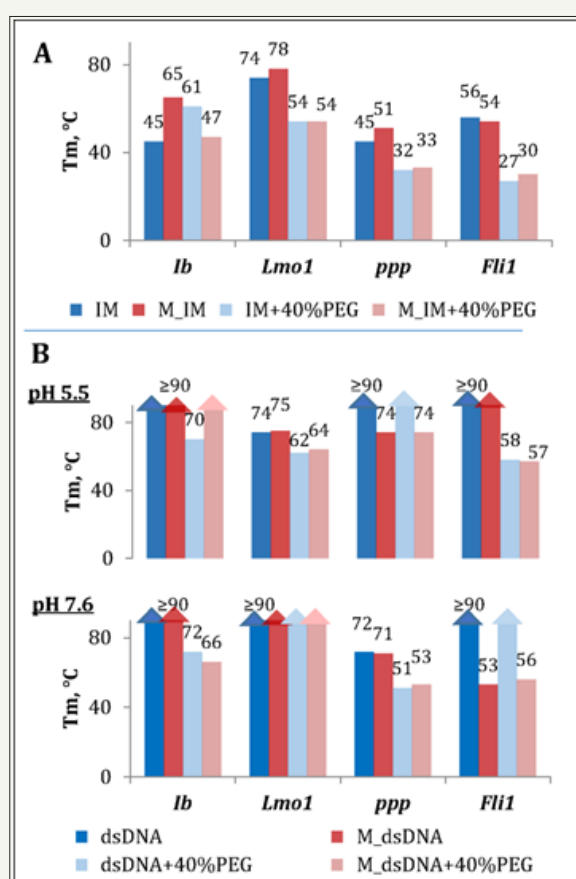 A
Tm, °C
80
40
0
45 65 61 47
74 78 54 54
45 51 32 33
56 54 27 30
Ib Lmo1 ppp Fli1
IM M_IM IM+40%PEG M_IM+40%PEG
B
pH 5.5
Tm, °C
80
40
0
≥90 70
74 75 62 64
≥90 74 74
≥90 58 57
pH 7.6
Tm, °C
80
40
0
≥90 72 66
≥90
72 71 51 53
≥90 53 56
Ib Lmo1 ppp Fli1
dsDNA M_dsDNA
dsDNA+40%PEG M_dsDNA+40%PEG